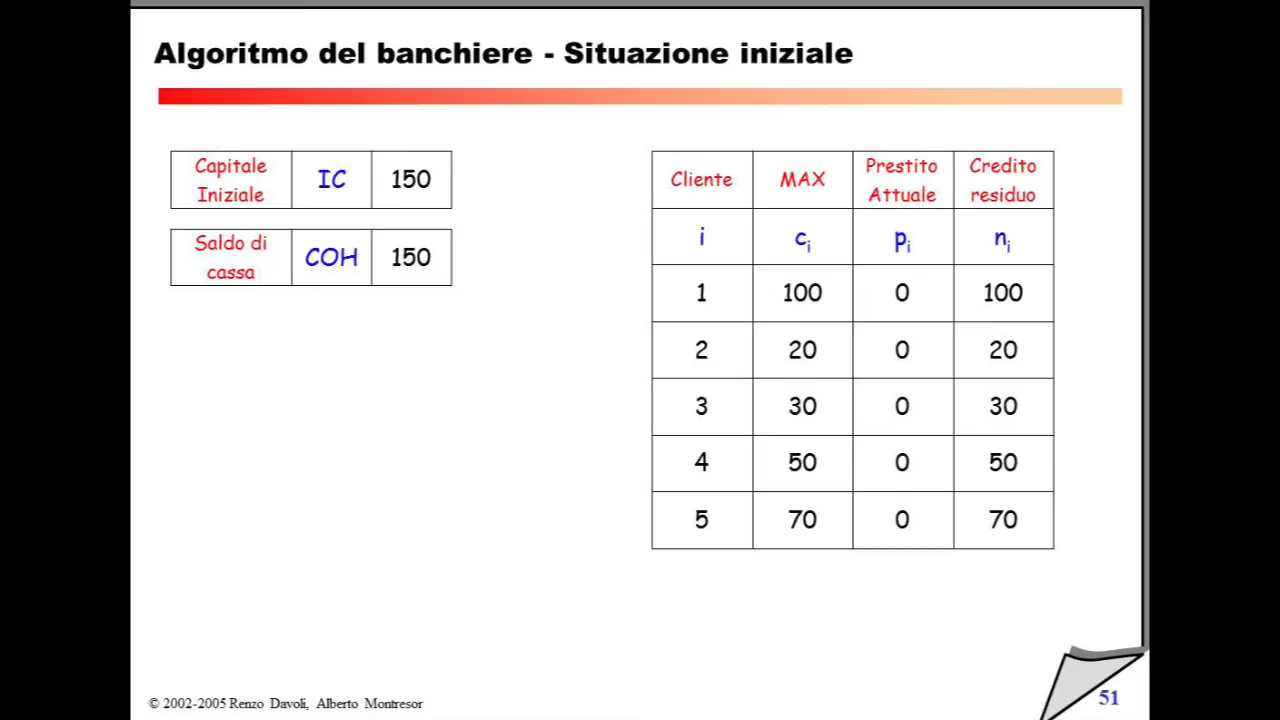 Algoritmo del banchiere - Situazione iniziale
Capitale Iniziale IC 150
Saldo di cassa COH 150
Cliente MAX Prestito Attuale Credito residuo
i ci pi ni
1 100 0 100
2 20 0 20
3 30 0 30
4 50 0 50
5 70 0 70
© 2002-2005 Renzo Davoli, Alberto Montresor
51